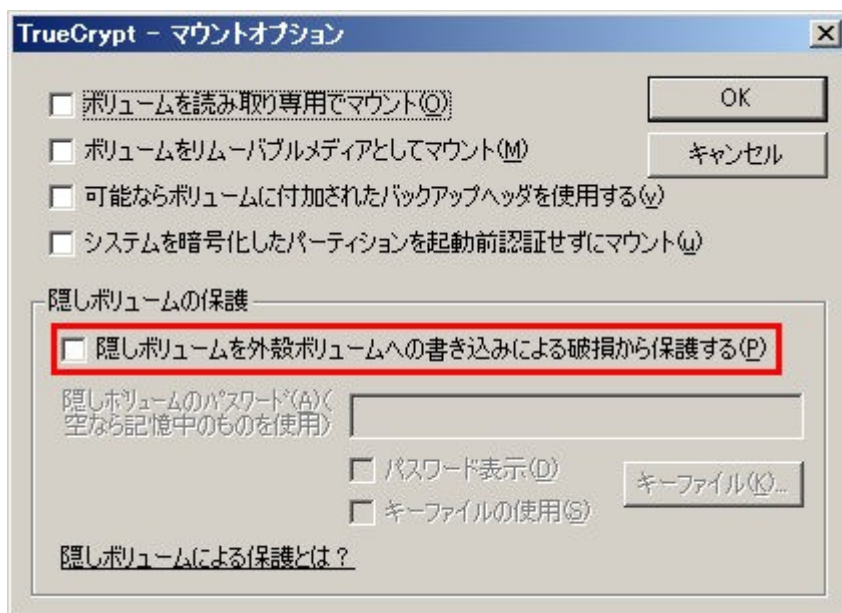 TrueCrypt - マウントオプション
ボリュームを読み取り専用でマウント(O)
OK
ボリュームをリムーバブルメディアとしてマウント(M)
キャンセル
可能ならボリュームに付加されたバックアップヘッダを使用する(v)
システムを暗号化したパーティションを起動前認証せずにマウント(u)
隠しボリュームの保護
隠しボリュームを外殻ボリュームへの書き込みによる破損から保護する(P)
隠しボリュームのパスワード(A)(
空なら記憶中のものを使用)
パスワード表示(D)
キーファイル(K)...
キーファイルの使用(S)
隠しボリュームによる保護とは?